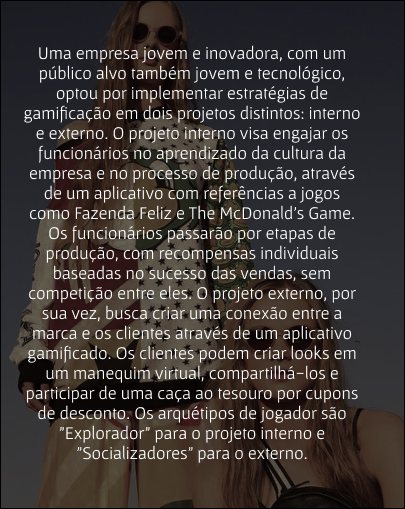 Uma empresa jovem e inovadora, com um
público alvo também jovem e tecnológico,
optou por implementar estratégias de
gamificação em dois projetos distintos: interno
e externo. O projeto interno visa engajar os
funcionários no aprendizado da cultura da
empresa e no processo de produção, através
de um aplicativo com referências a jogos
como Fazenda Feliz e The McDonald's Game.
Os funcionários passarão por etapas de
produção, com recompensas individuais
baseadas no sucesso das vendas, sem
competição entre eles. O projeto externo, por
sua vez, busca criar uma conexão entre a
marca e os clientes através de um aplicativo
gamificado. Os clientes podem criar looks em
um manequim virtual, compartilhá-los e
participar de uma caça ao tesouro por cupons
de desconto. Os arquétipos de jogador são
"Explorador" para o projeto interno e
"Socializadores" para o externo.